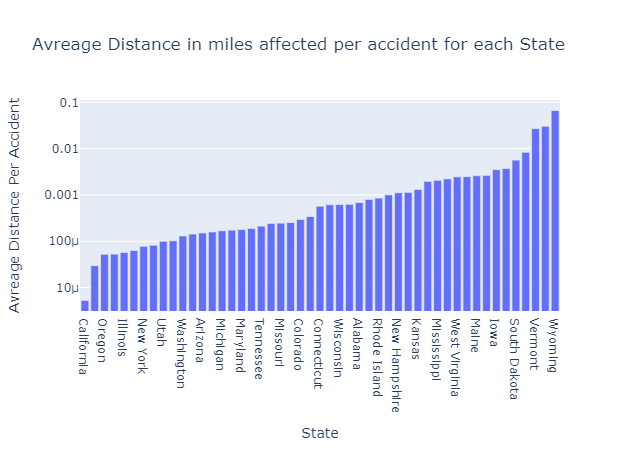 Avreage Distance in miles affected per accident for each State
Avreage Distance Per Accident
0.1
0.01
0.001
100μ
10μ
California
Oregon
Illinois
New York
Utah
Washington
Arizona
Michigan
Maryland
Tennessee
Missouri
Colorado
Connecticut
Wisconsin
Alabama
Rhode Island
New Hampshire
Kansas
Mississippi
West Virginia
Maine
Iowa
South Dakota
Vermont
Wyoming
State